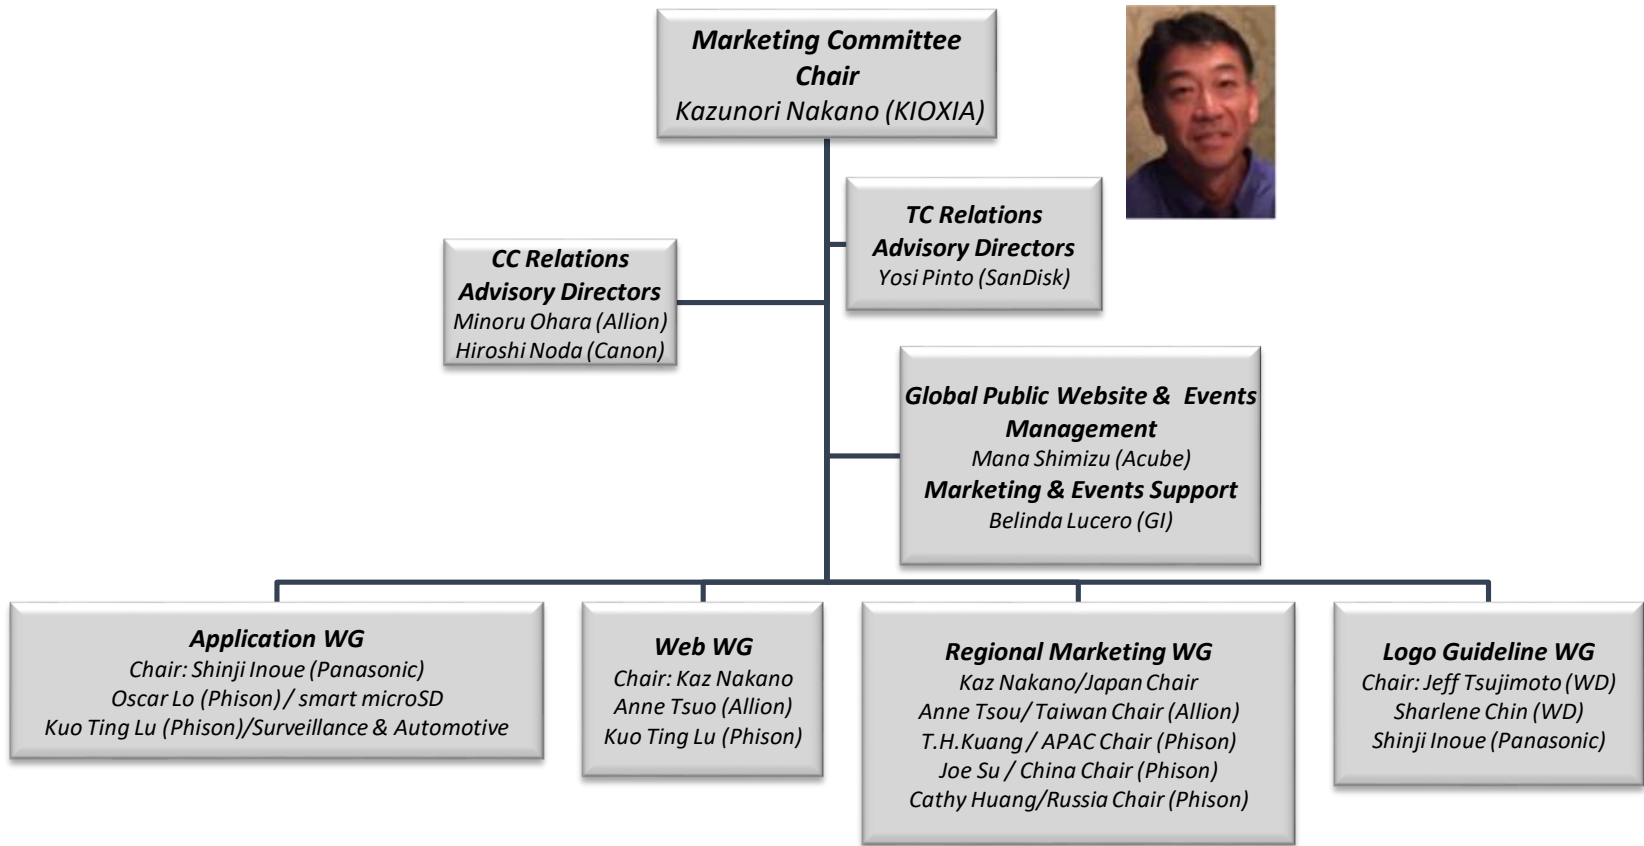 Marketing Committee
Chair
Kazunori Nakano (KIOXIA)
TC Relations
Advisory Directors
Yosi Pinto (SanDisk)
CC Relations
Advisory Directors
Minoru Ohara (Allion)
Hiroshi Noda (Canon)
Global Public Website & Events
Management
Mana Shimizu (Acube)
Marketing & Events Support
Belinda Lucero (GI)
Application WG
Chair: Shinji Inoue (Panasonic)
Oscar Lo (Phison) / smart microSD
Kuo Ting Lu (Phison)/Surveillance & Automotive
Web WG
Chair: Kaz Nakano
Anne Tsuo (Allion)
Kuo Ting Lu (Phison)
Regional Marketing WG
Kaz Nakano/Japan Chair
Anne Tsou/ Taiwan Chair (Allion)
T.H.Kuang / APAC Chair (Phison)
Joe Su / China Chair (Phison)
Cathy Huang/Russia Chair (Phison)
Logo Guideline WG
Chair: Jeff Tsujimoto (WD)
Sharlene Chin (WD)
Shinji Inoue (Panasonic)